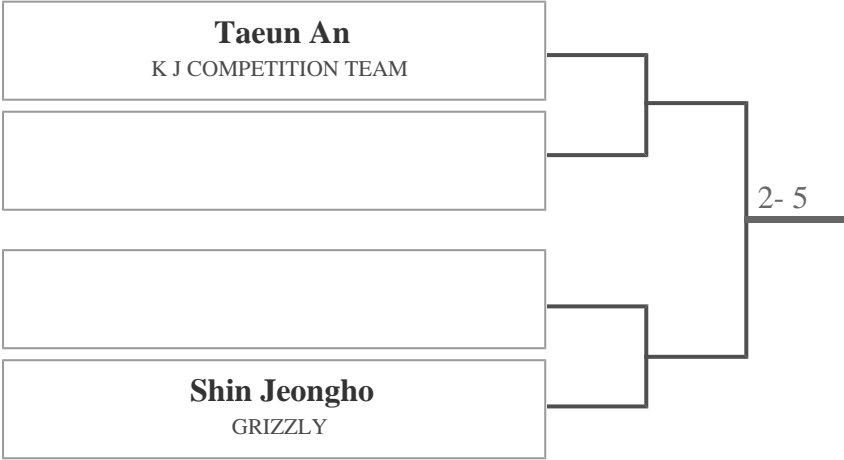 Taeun An
K J COMPETITION TEAM
2- 5
Shin Jeongho
GRIZZLY